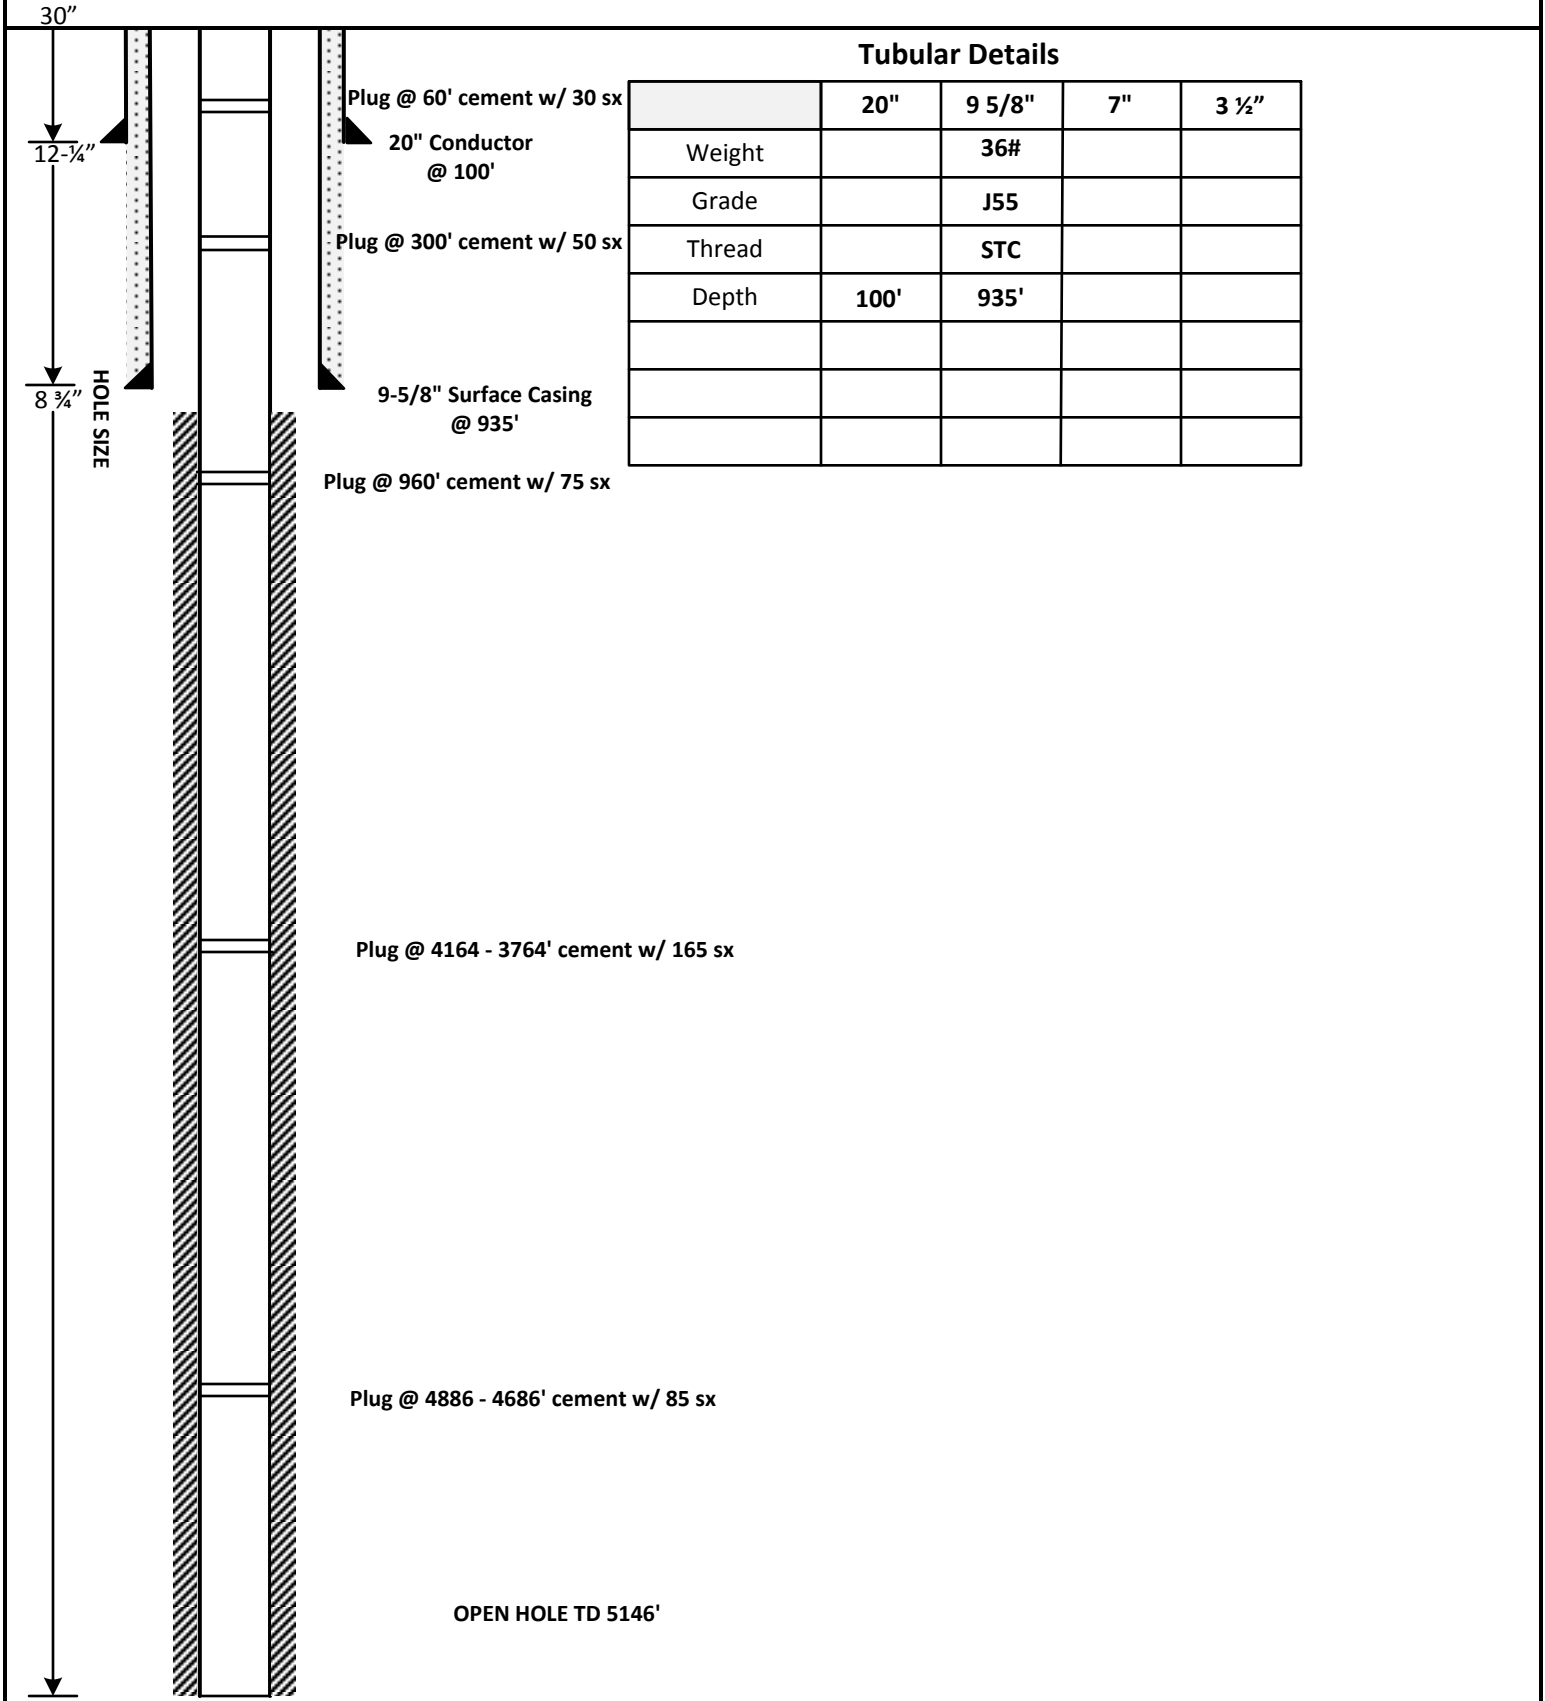 30”
Tubular Details
Plug @ 60' cement w/ 30 sx
20" 9 5/8" 7" 3 ½”
12-¼”
20" Conductor
@ 100'
Weight 36#
Grade J55
Plug @ 300' cement w/ 50 sx
Thread STC
Depth 100' 935'
8 ¾”
HOLE SIZE
9-5/8" Surface Casing
@ 935'
Plug @ 960' cement w/ 75 sx
Plug @ 4164 - 3764' cement w/ 165 sx
Plug @ 4886 - 4686' cement w/ 85 sx
OPEN HOLE TD 5146'